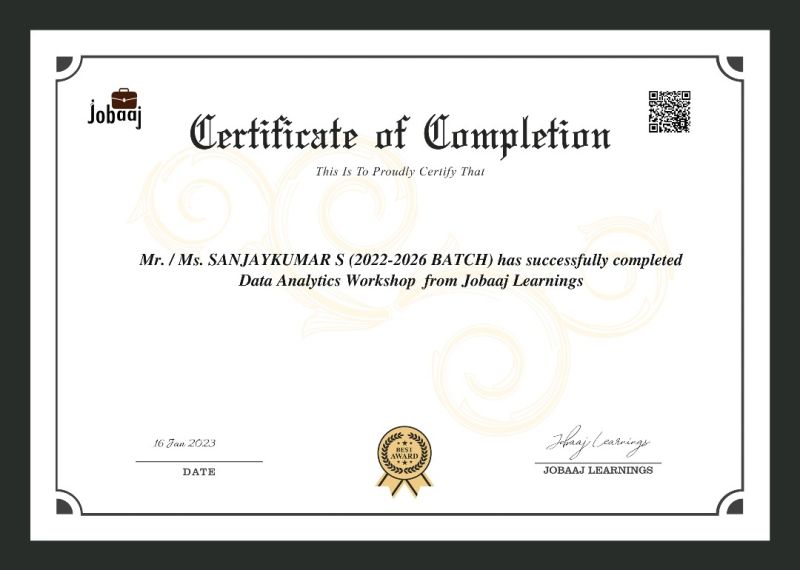 jobaaj
Certificate of Completion
This Is To Proudly Certify That
Mr. / Ms. SANJAYKUMAR S (2022-2026 BATCH) has successfully completed
Data Analytics Workshop from Jobaaj Learnings
16 Jan 2023
DATE
BEST
AWARD
Jobaaj Learnings
JOBAAJ LEARNINGS